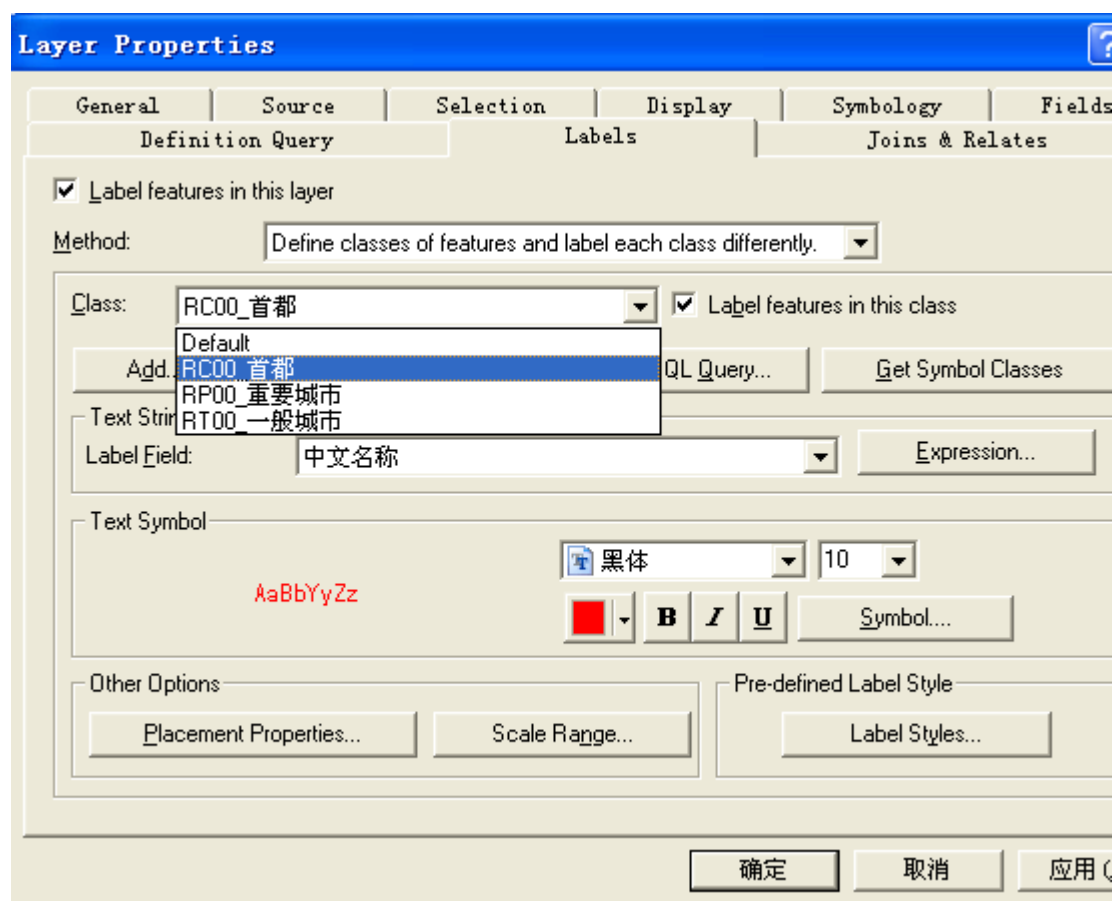 Layer Properties ?
General Source Selection Display Symbology Fields
Definition Query Labels Joins & Relates
Label features in this layer
Method: Define classes of features and label each class differently.
Class: RC00_首都 Label features in this class
Default
Add. RC00_首都 QL Query... Get Symbol Classes
RP00_重要城市
Text Strin RT00_一般城市
Label Field: 中文名称 Expression...
Text Symbol
黑体 10
AaBbYyZz
B I U Symbol....
Other Options Pre-defined Label Style
Placement Properties... Scale Range... Label Styles...
确定 取消 应用(